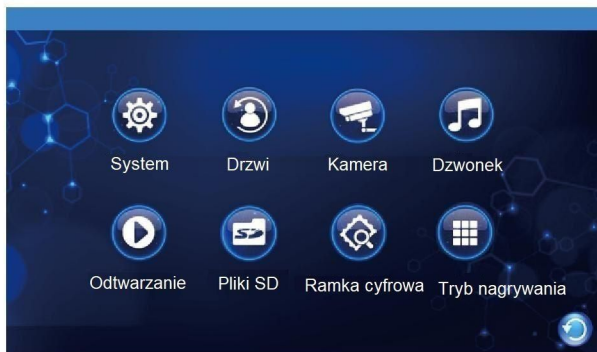 System Drzwi Kamera Dzwonek
Odtwarzanie Pliki SD Ramka cyfrowa Tryb nagrywania